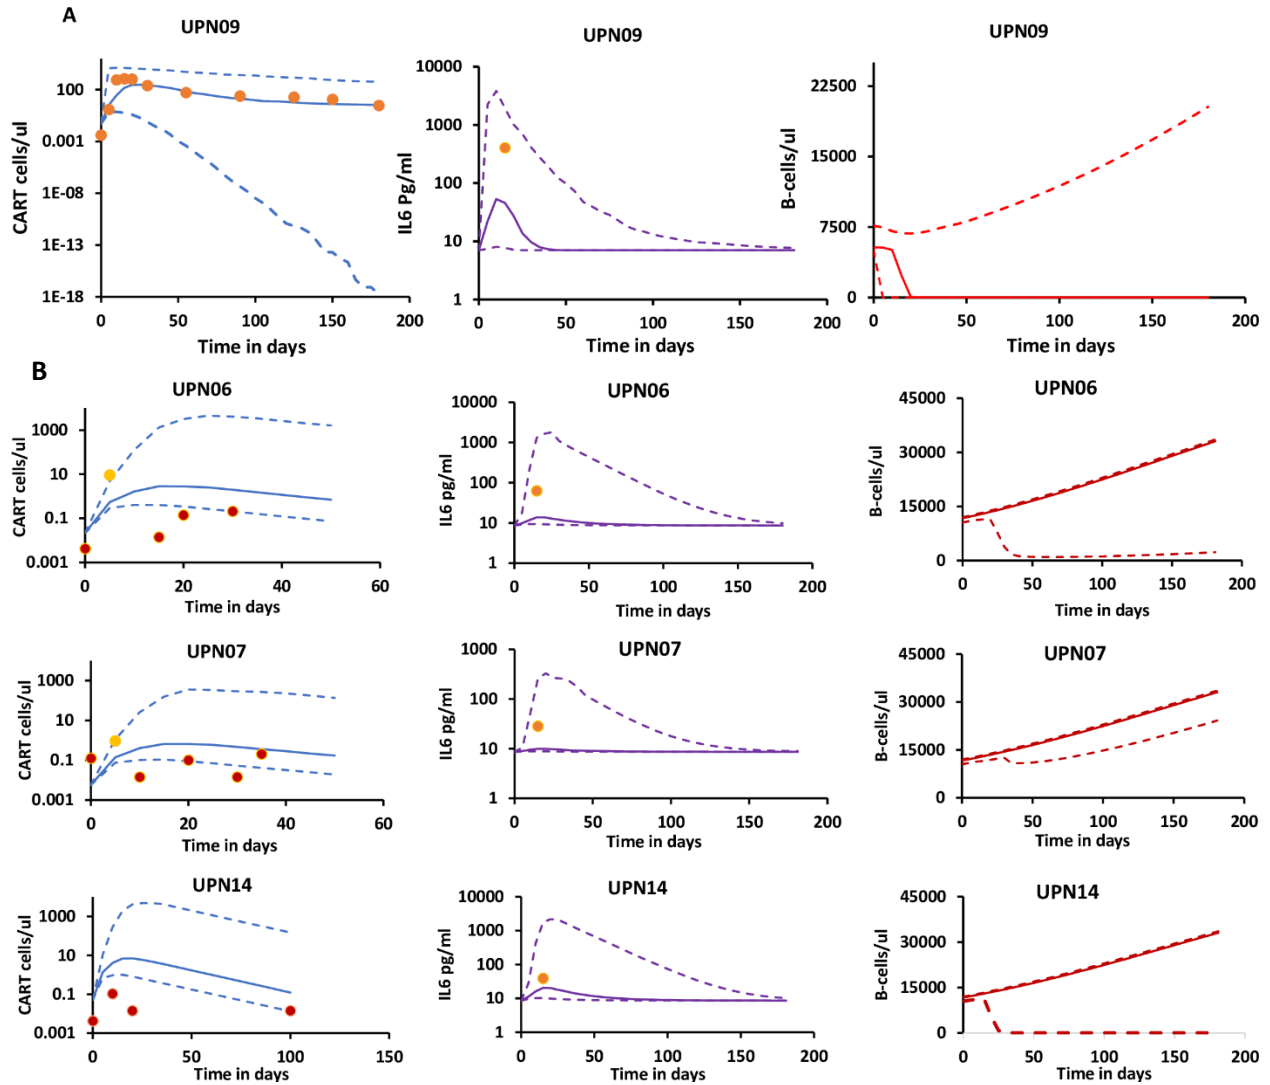 A
UPN09
CART cells/ul
100
0.001
1E-08
1E-13
1E-18
0
50
100
150
200
Time in days
UPN09
IL6 Pg/ml
10000
1000
100
10
1
0
50
100
150
200
Time in days
UPN09
B-cells/ul
22500
15000
7500
0
0
50
100
150
200
Time in days
B
UPN06
CART cells/ul
1000
10
0.1
0.001
0
20
40
60
Time in days
UPN06
IL6 pg/ml
10000
1000
100
10
1
0
50
100
150
200
Time in days
UPN06
B-cells/ul
45000
30000
15000
0
0
50
100
150
200
Time in days
UPN07
CART cells/ul
1000
10
0.1
0.001
0
20
40
60
Time in days
UPN07
IL6 pg/ml
1000
100
10
1
0
50
100
150
200
Time in days
UPN07
B-cells/ul
45000
30000
15000
0
0
50
100
150
200
Time in days
UPN14
CART cells/ul
1000
10
0.1
0.001
0
50
100
150
Time in days
UPN14
IL6 pg/ml
10000
1000
100
10
1
0
50
100
150
200
Time in days
UPN14
B-cells/ul
45000
30000
15000
0
0
50
100
150
200
Time in days